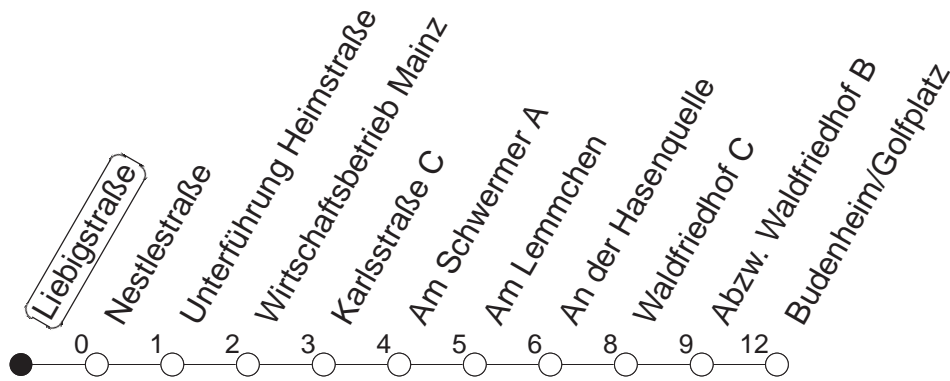 Liebigstraße
Nestlestraße
Unterführung Heimstraße
Wirtschaftsbetrieb Mainz
Karlsstraße C
Am Schwermer A
Am Lemmchen
An der Hasenquelle
Waldfriedhof C
Abzw. Waldfriedhof B
Budenheim/Golfplatz
0 1 2 3 4 5 6 8 9 12